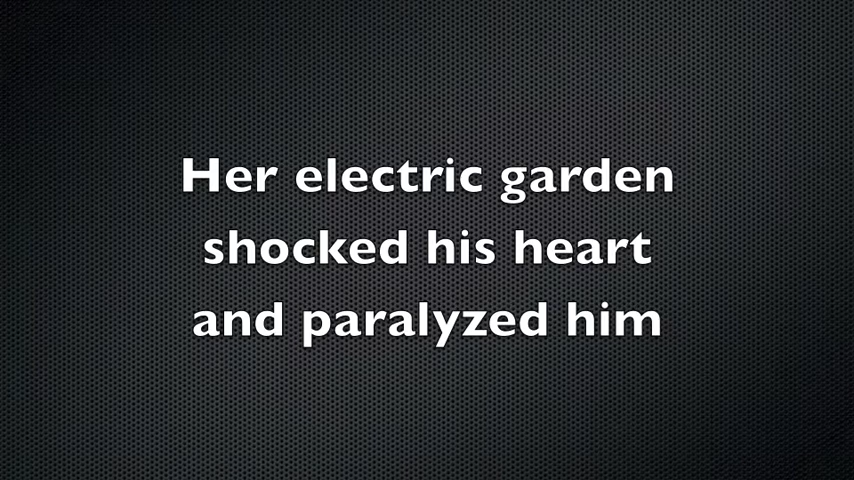 Her electric garden
shocked his heart
and paralyzed him